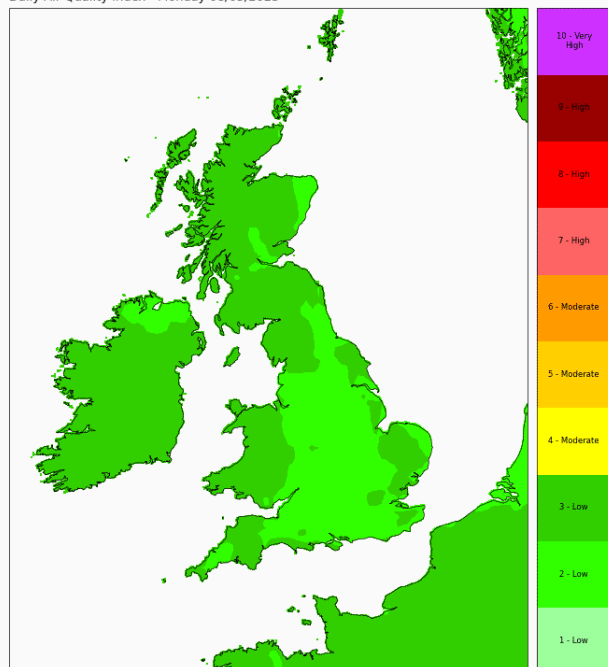 10 - Very
High
9 - High
8 - High
7 - High
6 - Moderate
5 - Moderate
4 - Moderate
3 - Low
2 - Low
1 - Low